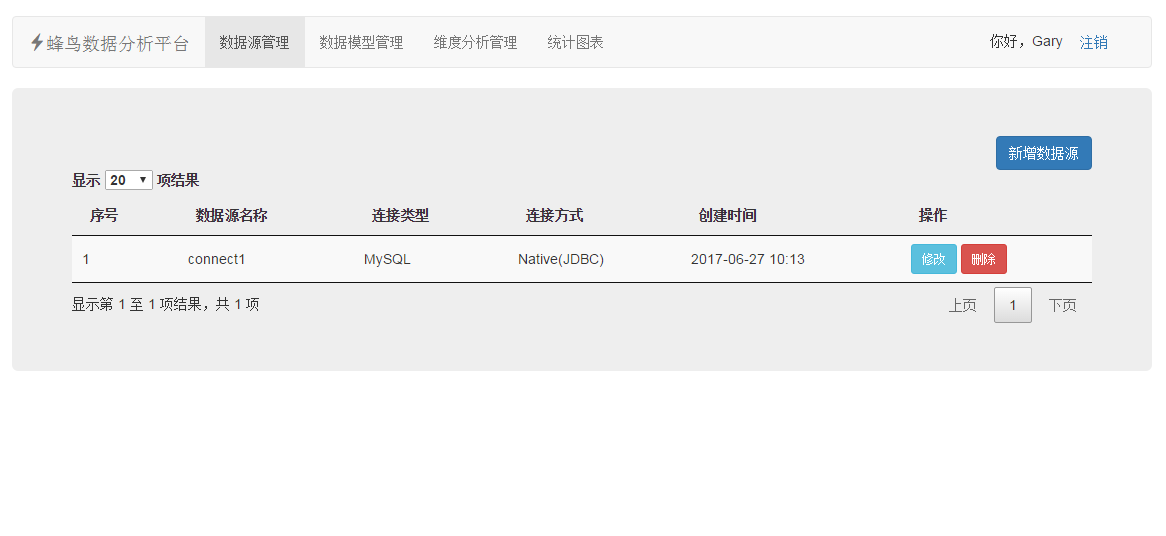 蜂鸟数据分析平台 数据源管理 数据模型管理 维度分析管理 统计图表 你好，Gary 注销
新增数据源
显示 20 项结果
序号 数据源名称 连接类型 连接方式 创建时间 操作
1 connect1 MySQL Native(JDBC) 2017-06-27 10:13 修改 删除
显示第 1 至 1 项结果，共 1 项 上页 1 下页